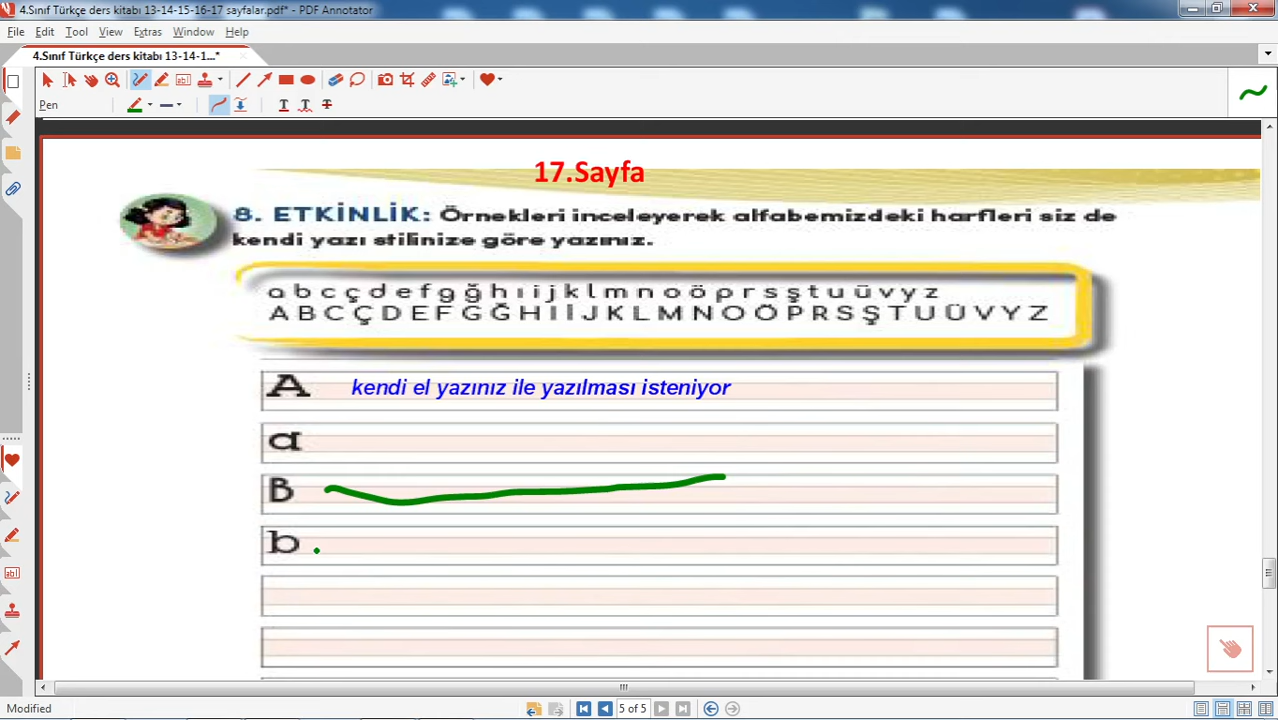 4.Sınıf Türkçe ders kitabı 13-14-15-16-17 sayfalar.pdf* - PDF Annotator
File Edit Tool View Extras Window Help
4.Sınıf Türkçe ders kitabı 13-14-1...*
Pen
17.Sayfa
8. ETKİNLİK: Örnekleri inceleyerek alfabemizdeki harfleri siz de
kendi yazı stilinize göre yazınız.
a b c ç d e f g ğ h ı i j k l m n o ö p r s ş t u ü v y z
A B C Ç D E F G Ğ H I İ J K L M N O Ö P R S Ş T U Ü V Y Z
A kendi el yazınız ile yazılması isteniyor
a
B
b
Modified 5 of 5